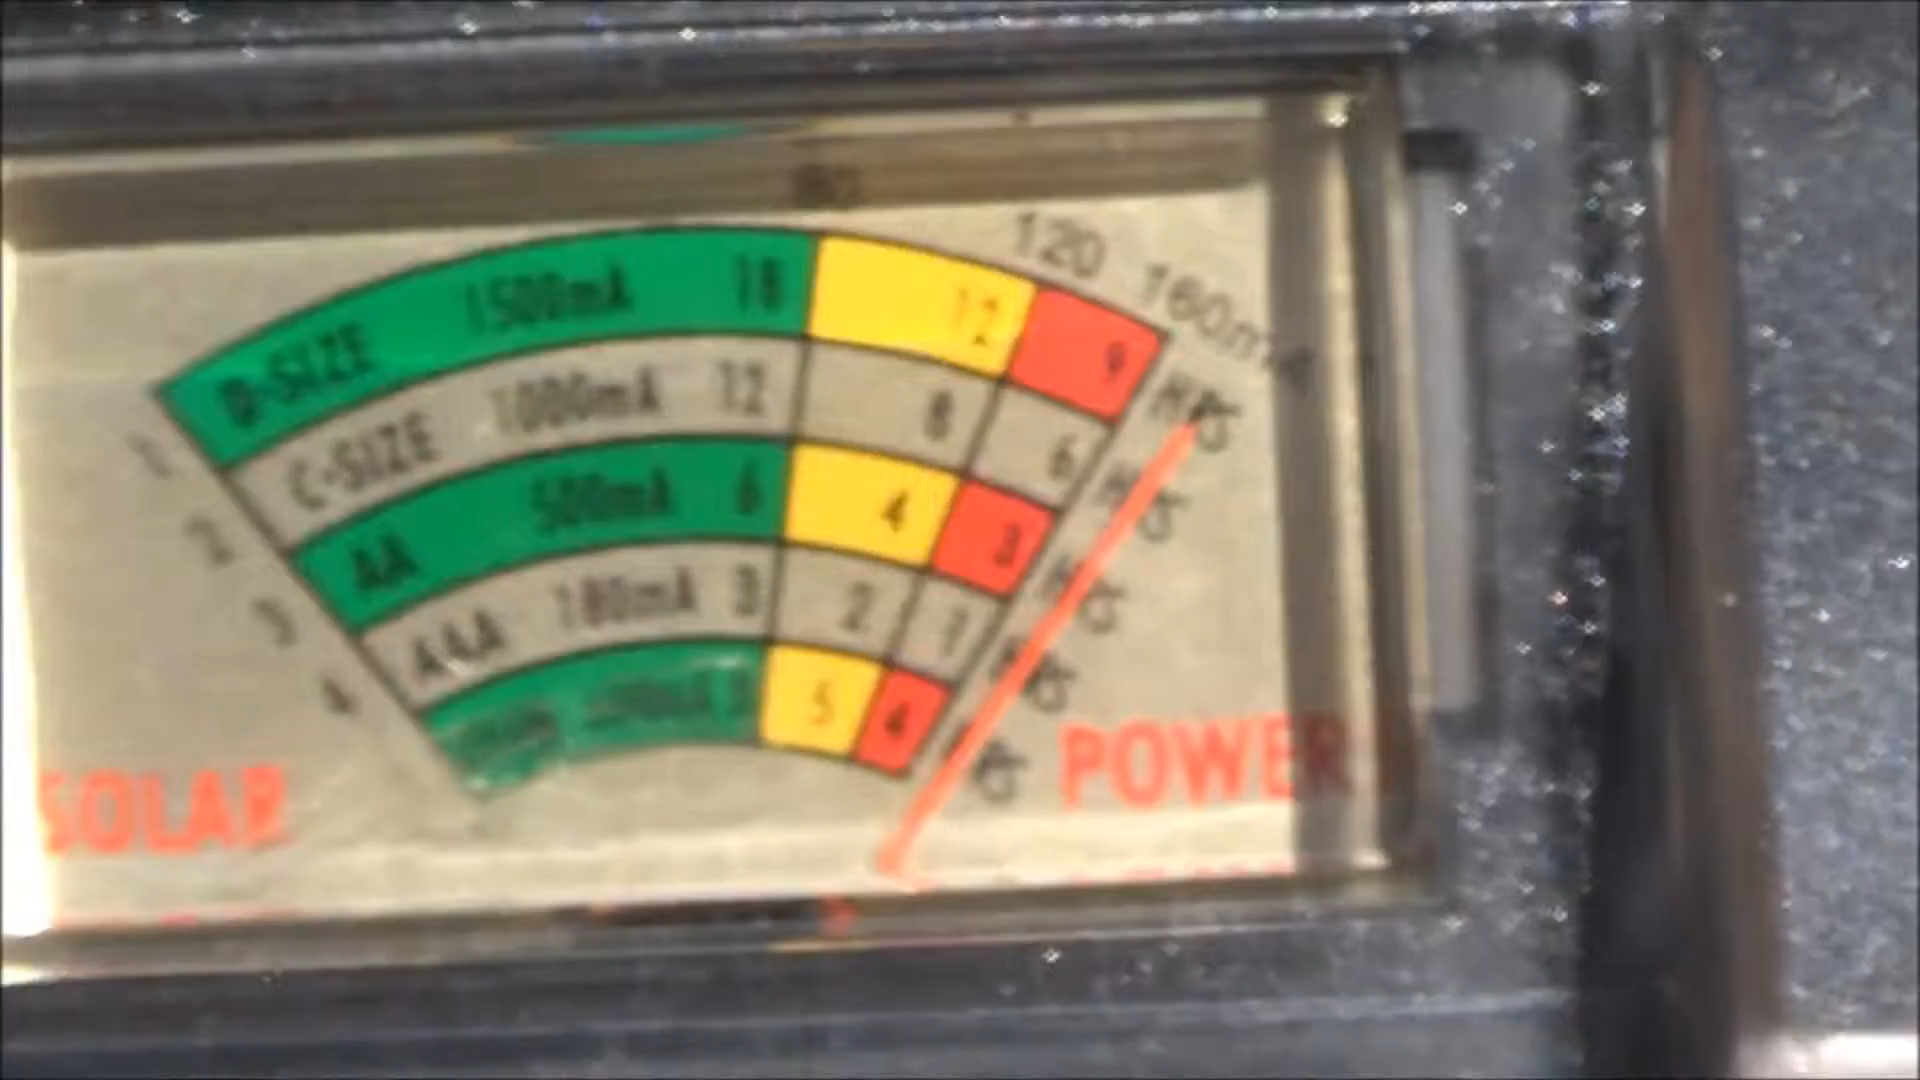 80
120
160mA
D-SIZE 1500mA 18 12 9 HRS
1 C-SIZE 1000mA 12 8 6 HRS
2 AA 500mA 6 4 3 HRS
3 AAA 180mA 3 2 1 HRS
4 5 4 HRS
SOLAR POWER